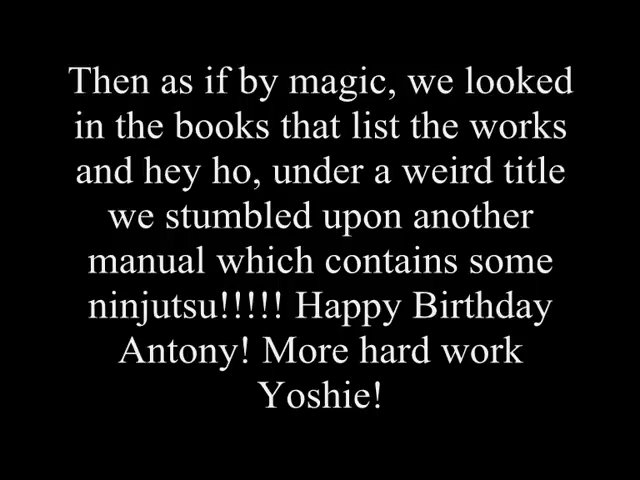 Then as if by magic, we looked
in the books that list the works
and hey ho, under a weird title
we stumbled upon another
manual which contains some
ninjutsu!!!!! Happy Birthday
Antony! More hard work
Yoshie!